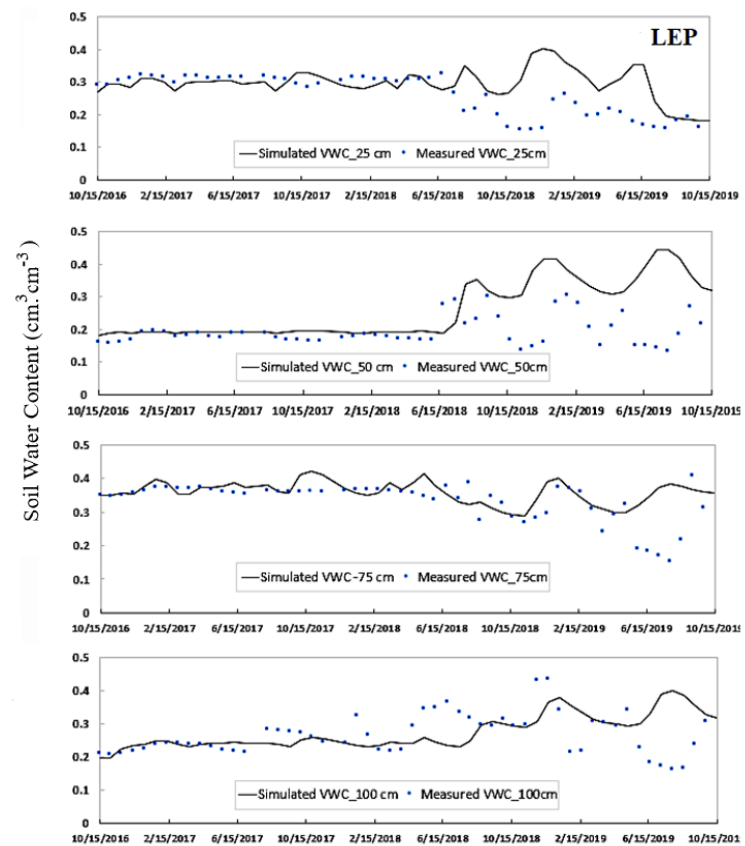 LEP
Soil Water Content (cm³.cm⁻³)
0.5
0.4
0.3
0.2
0.1
0
Simulated VWC_25 cm
Measured VWC_25cm
10/15/2016 2/15/2017 6/15/2017 10/15/2017 2/15/2018 6/15/2018 10/15/2018 2/15/2019 6/15/2019 10/15/2019
0.5
0.4
0.3
0.2
0.1
0
Simulated VWC_50 cm
Measured VWC_50cm
10/15/2016 2/15/2017 6/15/2017 10/15/2017 2/15/2018 6/15/2018 10/15/2018 2/15/2019 6/15/2019 10/15/2019
0.5
0.4
0.3
0.2
0.1
0
Simulated VWC-75 cm
Measured VWC_75cm
10/15/2016 2/15/2017 6/15/2017 10/15/2017 2/15/2018 6/15/2018 10/15/2018 2/15/2019 6/15/2019 10/15/2019
0.5
0.4
0.3
0.2
0.1
0
Simulated VWC_100 cm
Measured VWC_100cm
10/15/2016 2/15/2017 6/15/2017 10/15/2017 2/15/2018 6/15/2018 10/15/2018 2/15/2019 6/15/2019 10/15/201